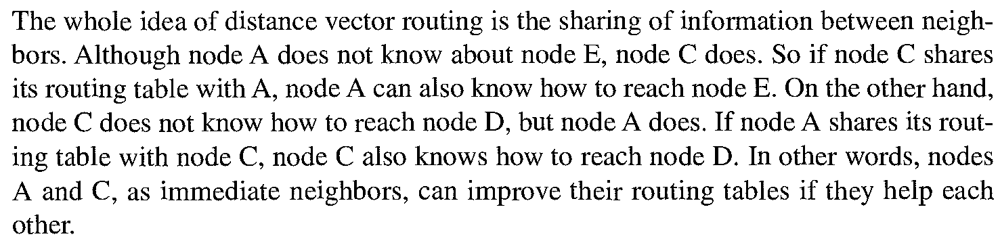 The whole idea of distance vector routing is the sharing of information between neigh-
bors. Although node A does not know about node E, node C does. So if node C shares
its routing table with A, node A can also know how to reach node E. On the other hand,
node C does not know how to reach node D, but node A does. If node A shares its rout-
ing table with node C, node C also knows how to reach node D. In other words, nodes
A and C, as immediate neighbors, can improve their routing tables if they help each
other.